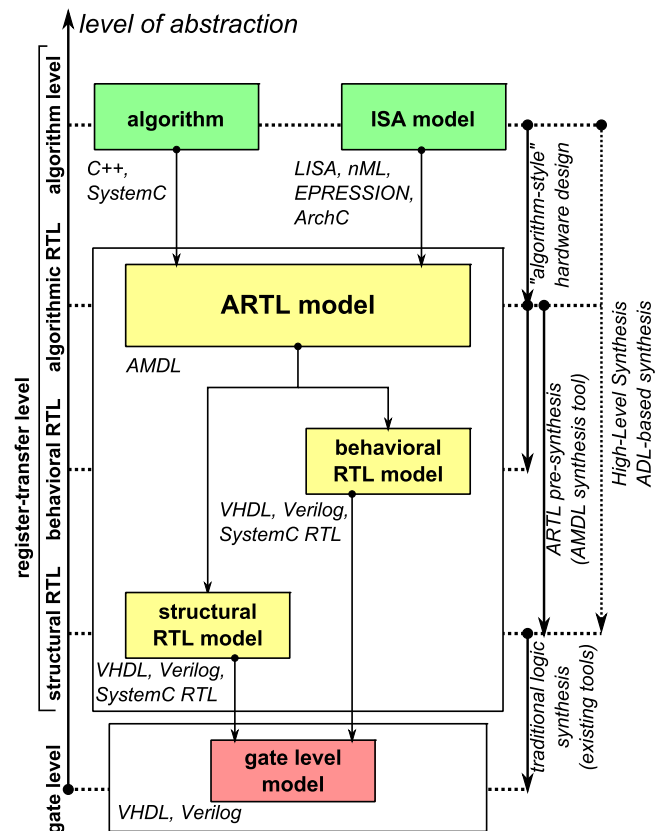 level of abstraction
algorithm level
algorithm
ISA model
C++,
SystemC
LISA, nML,
EPRESSION,
ArchC
"algorithm-style"
hardware design
register-transfer level
algorithmic RTL
ARTL model
AMDL
High-Level Synthesis
ADL-based synthesis
ARTL pre-synthesis
(AMDL synthesis tool)
behavioral RTL
behavioral
RTL model
VHDL, Verilog,
SystemC RTL
structural RTL
structural
RTL model
VHDL, Verilog,
SystemC RTL
traditional logic
synthesis
(existing tools)
gate level
gate level
model
VHDL, Verilog